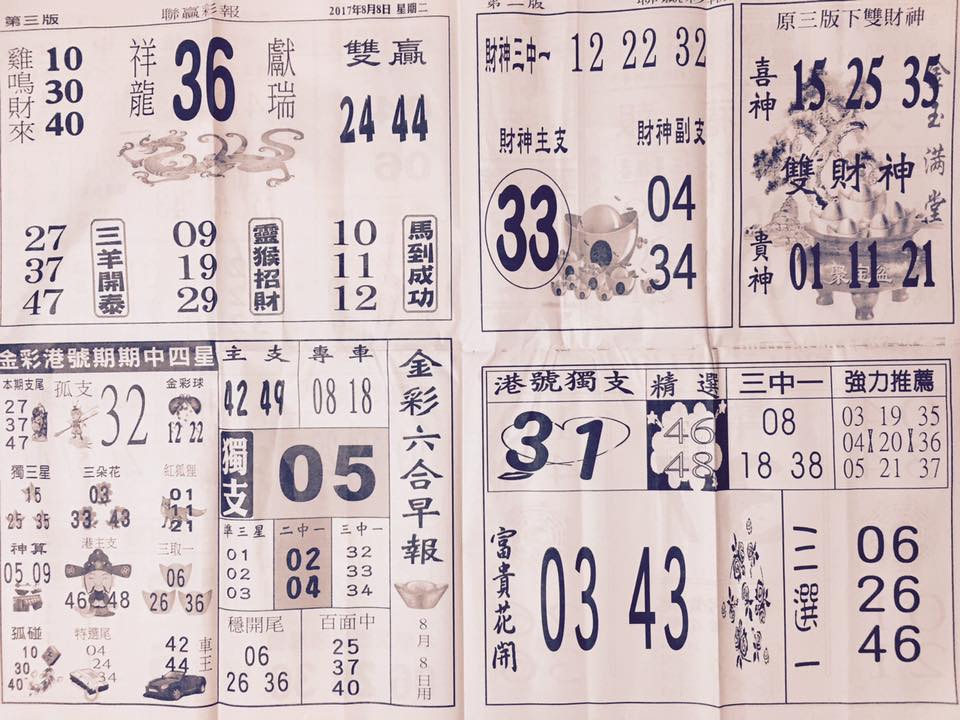 第三版
聯贏彩報
2017年8月8日 星期二
雞鳴財來
10
30
40
祥龍
36
獻瑞
雙贏
24 44
27
37
47
三羊開泰
09
19
29
靈猴招財
10
11
12
馬到成功
第二版
聯贏彩報
財神三中一
12 22 32
財神主支
33
財神副支
04
34
原三版下雙財神
喜神
15 25 35
金玉滿堂
雙財神
貴神
01 11 21
聚宝盆
金彩港號期期中四星
本期支尾
27
37
47
孤支
32
金彩球
12 22
獨三星
15
25 35
三朵花
03
33 43
紅狐狸
01
11
21
神算
05 09
港主支
46 48
三取一
06
26 36
孤碰
10
30
40
特選尾
04
24
34
42
44
車王
主支
42 49
專車
08 18
獨支
05
準三星
01
02
03
二中一
02
04
三中一
32
33
34
穩開尾
06
26 36
百面中
25
37
40
金彩六合早報
8月8日用
港號獨支
31
精選
46
48
三中一
08
18 38
強力推薦
03 19 35
04 20 36
05 21 37
富貴花開
03 43
三選一
06
26
46